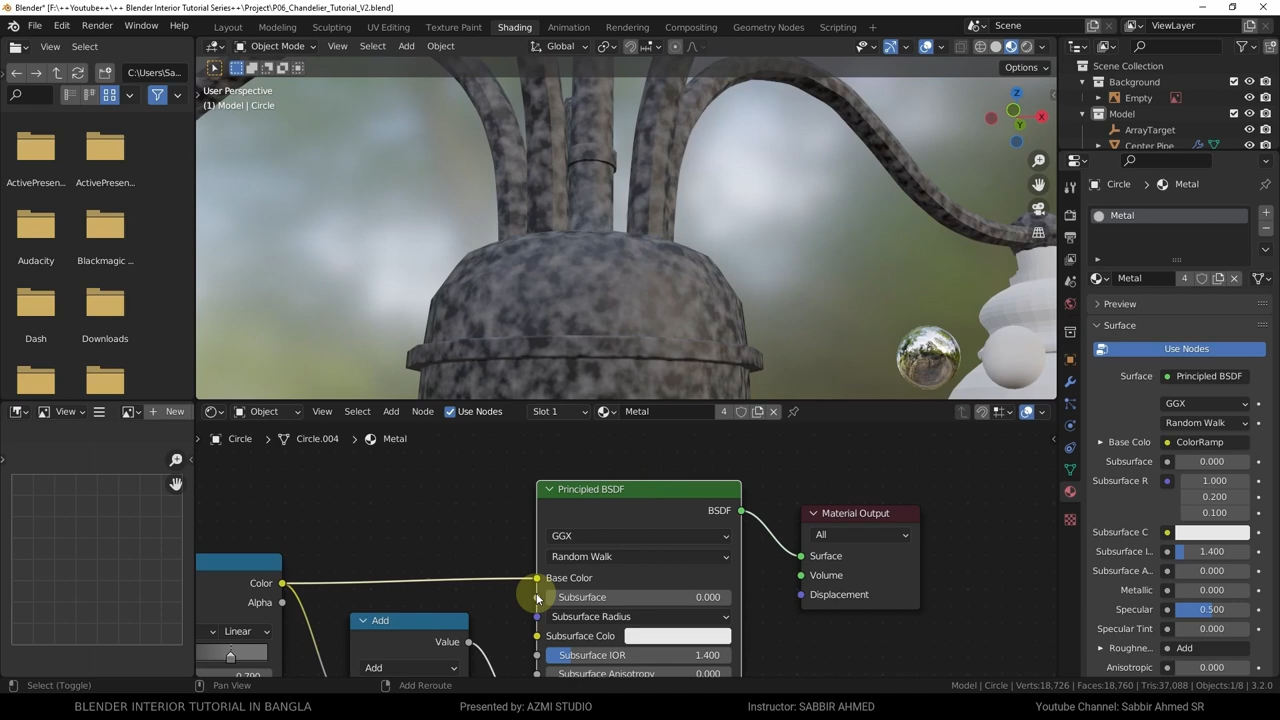 Blender* [F:\++Youtube++\++ Blender Interior Tutorial Series++\Project\P06_Chandelier_Tutorial_V2.blend]
File Edit Render Window Help Layout Modeling Sculpting UV Editing Texture Paint Shading Animation Rendering Compositing Geometry Nodes Scripting Scene ViewLayer
View Select Object Mode View Select Add Object Global
C:\Users\Sa... Options
User Perspective
(1) Model | Circle
Z
X
Y
ActivePresen... ActivePresen...
Audacity Blackmagic ...
Dash Downloads
Scene Collection
Background
Empty
Model
ArrayTarget
Center Pipe
Circle > Metal
Metal
Metal 4
Preview
Surface
Use Nodes
Surface Principled BSDF
GGX
Random Walk
Base Colo ColorRamp
Subsurface 0.000
Subsurface R 1.000
0.200
0.100
Subsurface C
Subsurface I... 1.400
Subsurface A... 0.000
Metallic 0.000
Specular 0.500
Specular Tint 0.000
Roughne... Add
Anisotropic 0.000
View New Object View Select Add Node Use Nodes Slot 1 Metal 4
Circle > Circle.004 > Metal
Color
Alpha
Linear
Add
Value
Add
Principled BSDF
BSDF
GGX
Random Walk
Base Color
Subsurface 0.000
Subsurface Radius
Subsurface Colo
Subsurface IOR 1.400
Subsurface Anisotropy 0.000
Material Output
All
Surface
Volume
Displacement
Select (Toggle) Pan View Add Reroute Model | Circle | Verts:18,726 | Faces:18,760 | Tris:37,088 | Objects:1/8 | 3.2.0
BLENDER INTERIOR TUTORIAL IN BANGLA Presented by: AZMI STUDIO Instructor: SABBIR AHMED Youtube Channel: Sabbir Ahmed SR